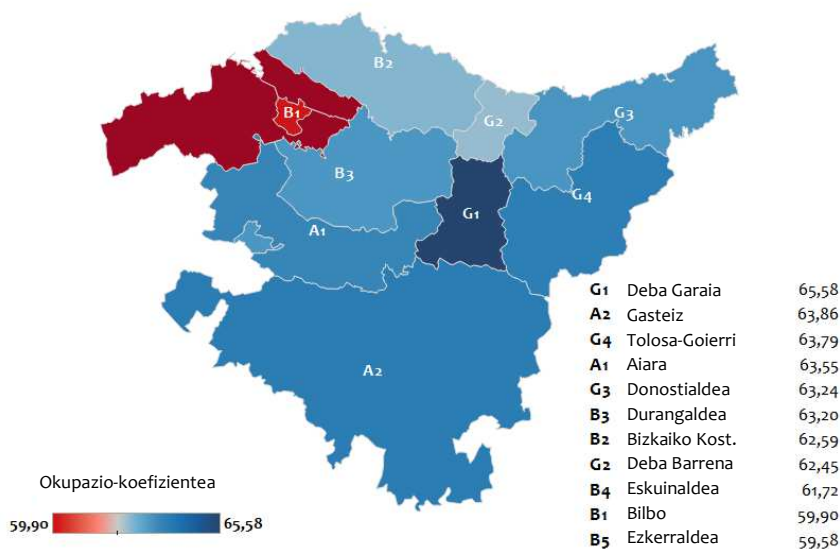 B2
G3
B1
G2
B3
G4
G1
A1
A2
G1 Deba Garaia 65,58
A2 Gasteiz 63,86
G4 Tolosa-Goierri 63,79
A1 Aiara 63,55
G3 Donostialdea 63,24
B3 Durangaldea 63,20
B2 Bizkaiko Kost. 62,59
G2 Deba Barrena 62,45
B4 Eskuinaldea 61,72
B1 Bilbo 59,90
B5 Ezkerraldea 59,58
Okupazio-koefizientea
59,90 65,58